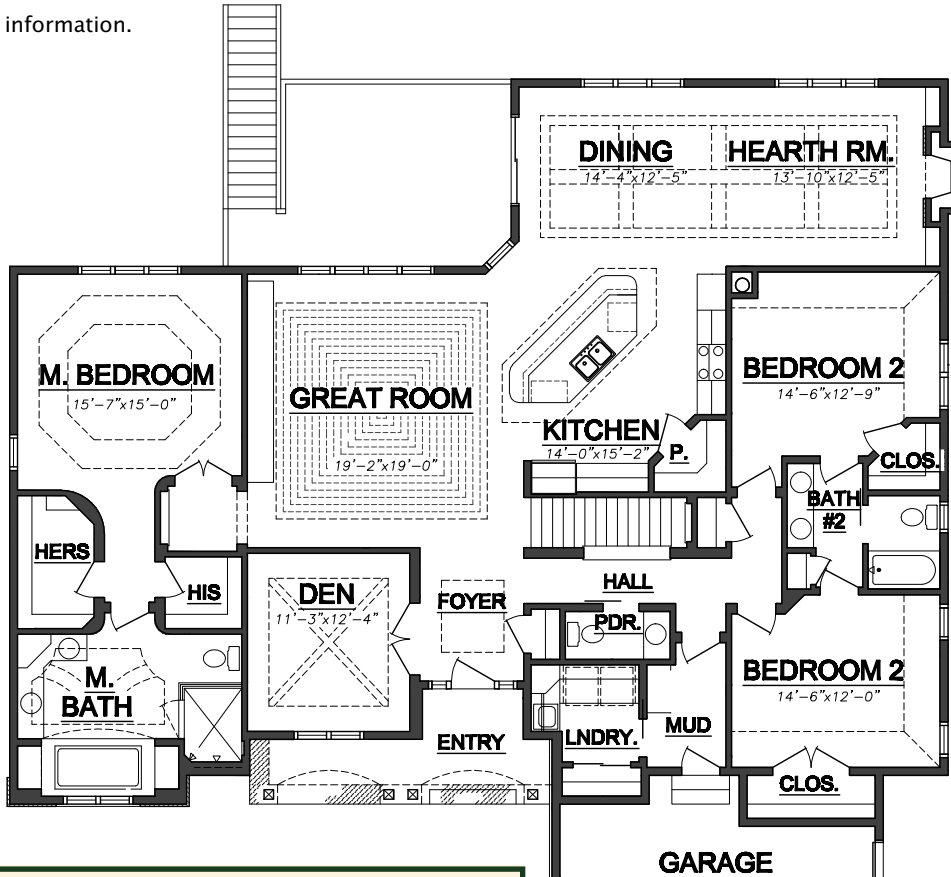 information.
DINING
14'-4"x12'-5"
HEARTH RM.
13'-10"x12'-5"
M. BEDROOM
15'-7"x15'-0"
GREAT ROOM
19'-2"x19'-0"
KITCHEN
14'-0"x15'-2"
P.
BEDROOM 2
14'-6"x12'-9"
CLOS.
BATH
#2
HERS
HIS
DEN
11'-3"x12'-4"
FOYER
HALL
PDR.
M.
BATH
ENTRY
LNDRY.
MUD
BEDROOM 2
14'-6"x12'-0"
CLOS.
GARAGE